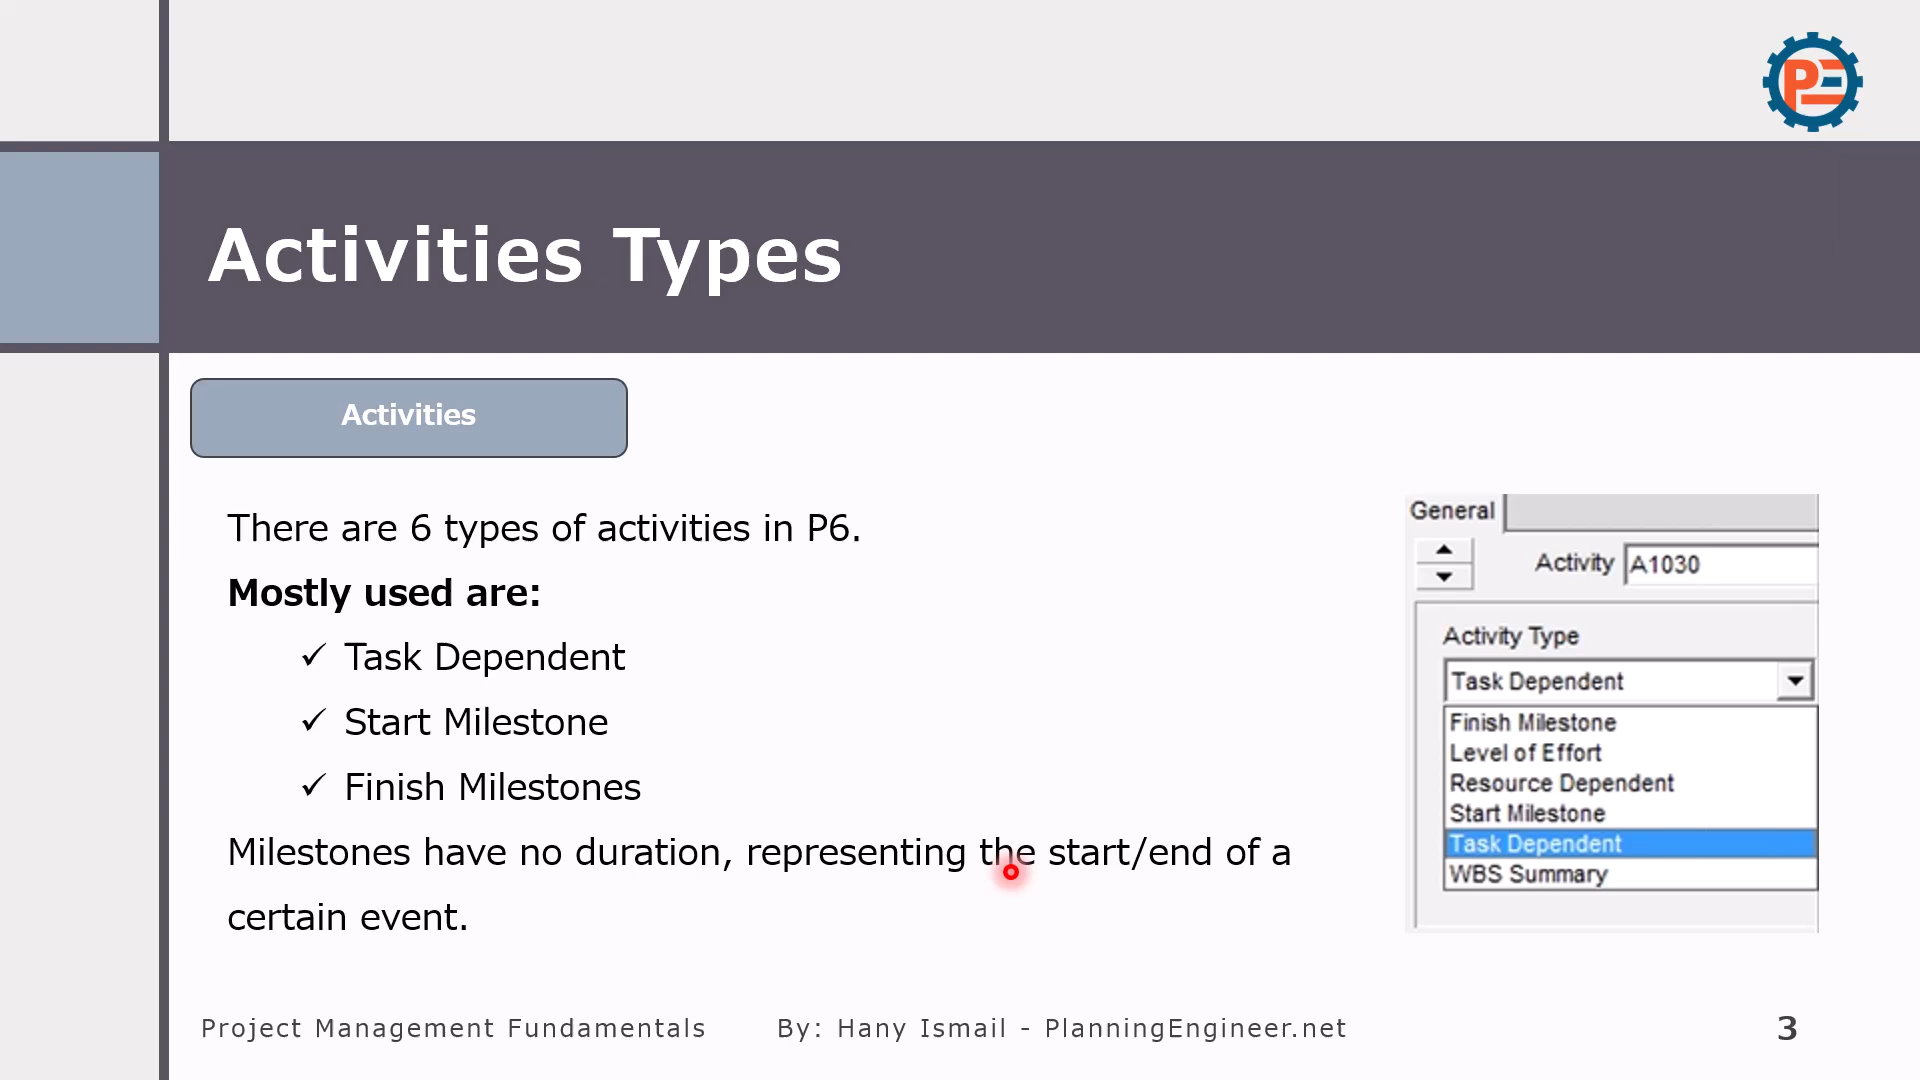 PE
Activities Types
Activities
There are 6 types of activities in P6.
Mostly used are:
✓ Task Dependent
✓ Start Milestone
✓ Finish Milestones
Milestones have no duration, representing the start/end of a
certain event.
General
Activity A1030
Activity Type
Task Dependent
Finish Milestone
Level of Effort
Resource Dependent
Start Milestone
Task Dependent
WBS Summary
Project Management Fundamentals By: Hany Ismail - PlanningEngineer.net 3